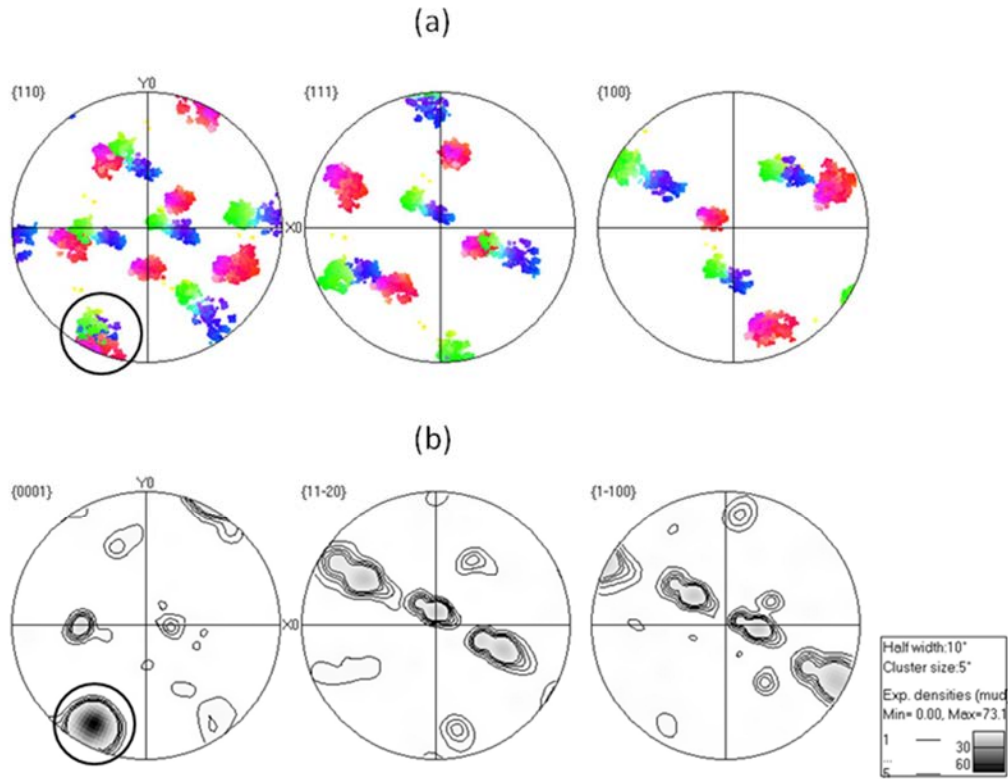 (a)
{110}
Y0
X0
{111}
{100}
(b)
{0001}
Y0
X0
{11-20}
{1-100}
Half width:10°
Cluster size:5°
Exp. densities (mud
Min= 0.00, Max=73.1
1
30
...
60
5